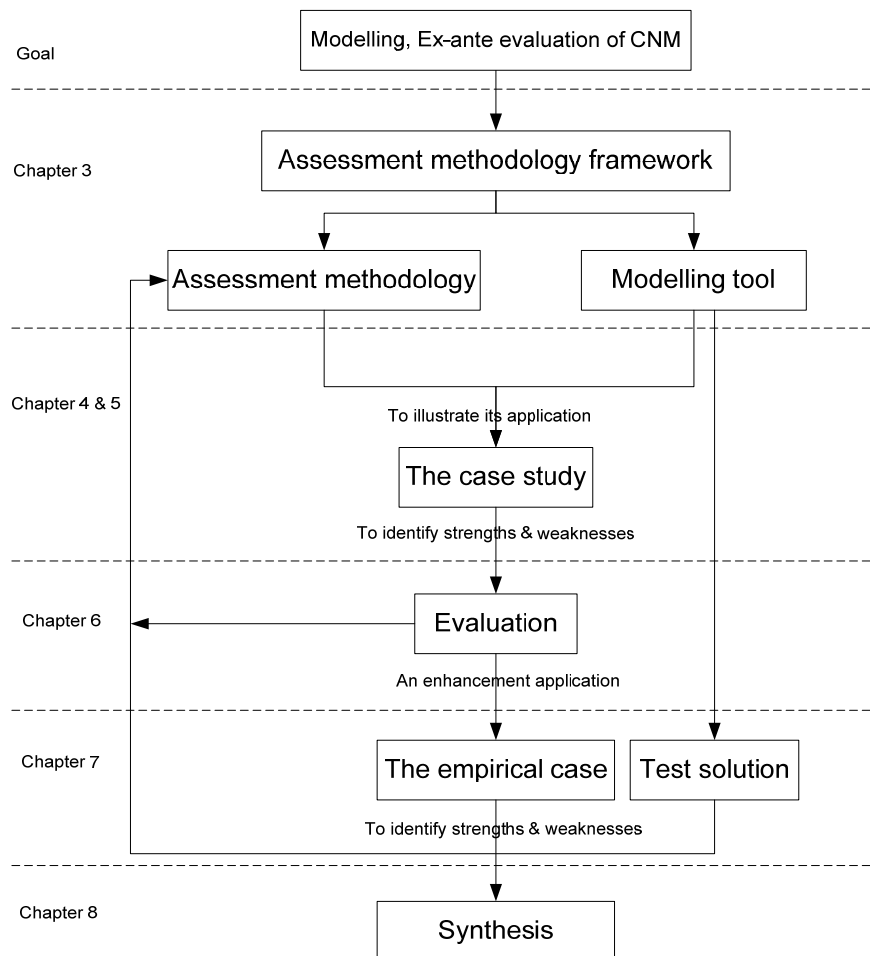 Goal
Modelling, Ex-ante evaluation of CNM
Chapter 3
Assessment methodology framework
Assessment methodology
Modelling tool
Chapter 4 & 5
To illustrate its application
The case study
To identify strengths & weaknesses
Chapter 6
Evaluation
An enhancement application
Chapter 7
The empirical case
Test solution
To identify strengths & weaknesses
Chapter 8
Synthesis